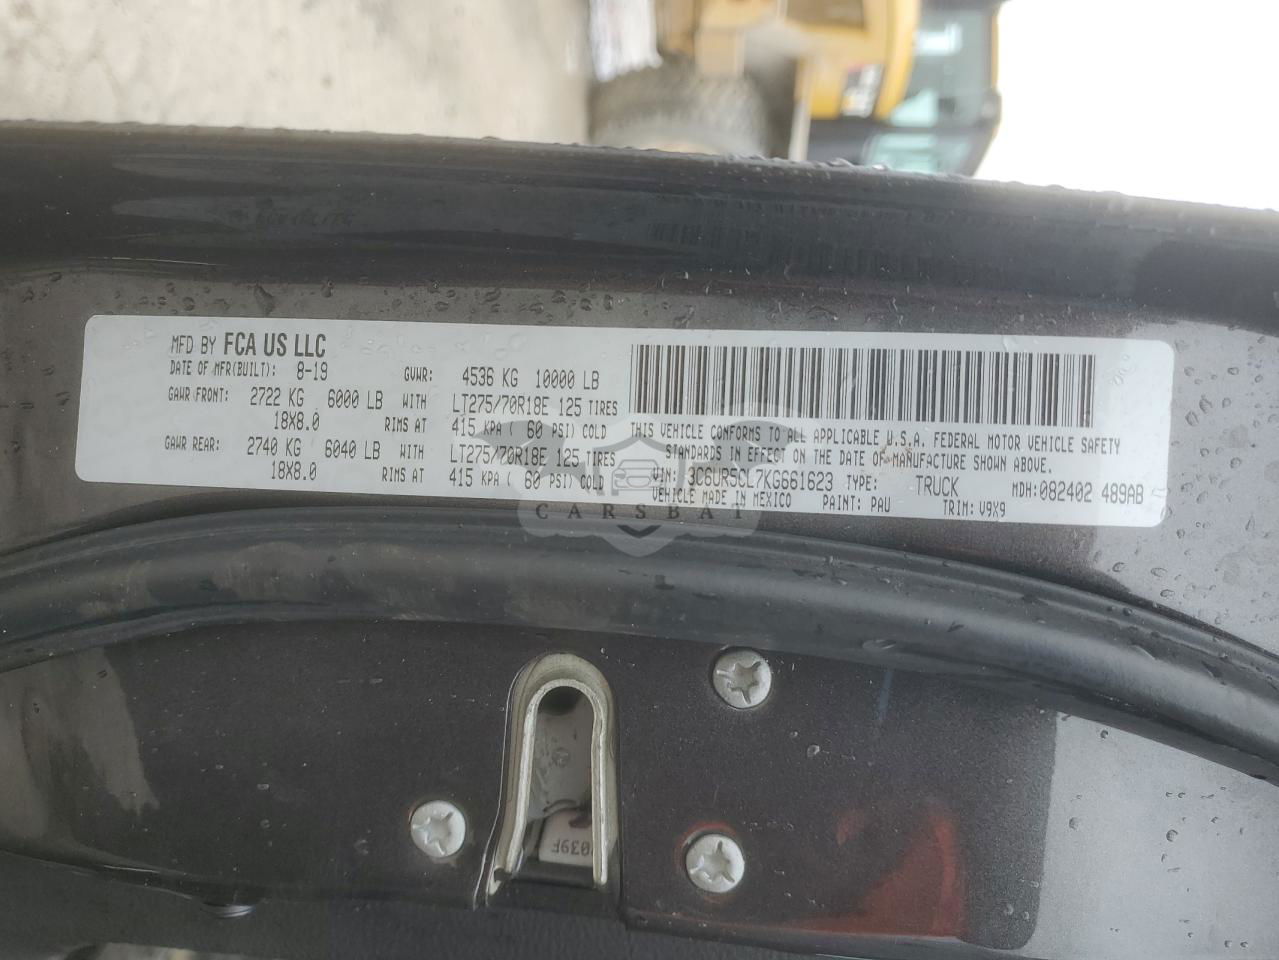 MFD BY FCA US LLC
DATE OF MFR(BUILT): 8-19 GVWR: 4536 KG 10000 LB
GAWR FRONT: 2722 KG 6000 LB WITH LT275/70R18E 125 TIRES
18X8.0 RIMS AT 415 KPA ( 60 PSI) COLD
GAWR REAR: 2740 KG 6040 LB WITH LT275/70R18E 125 TIRES
18X8.0 RIMS AT 415 KPA ( 60 PSI) COLD
THIS VEHICLE CONFORMS TO ALL APPLICABLE U.S.A. FEDERAL MOTOR VEHICLE SAFETY
STANDARDS IN EFFECT ON THE DATE OF MANUFACTURE SHOWN ABOVE.
VIN: 3C6UR5CL7KG661623 TYPE: TRUCK MDH: 082402 489AB
VEHICLE MADE IN MEXICO PAINT: PAU TRIM: V9X9
CARSBAT
039F